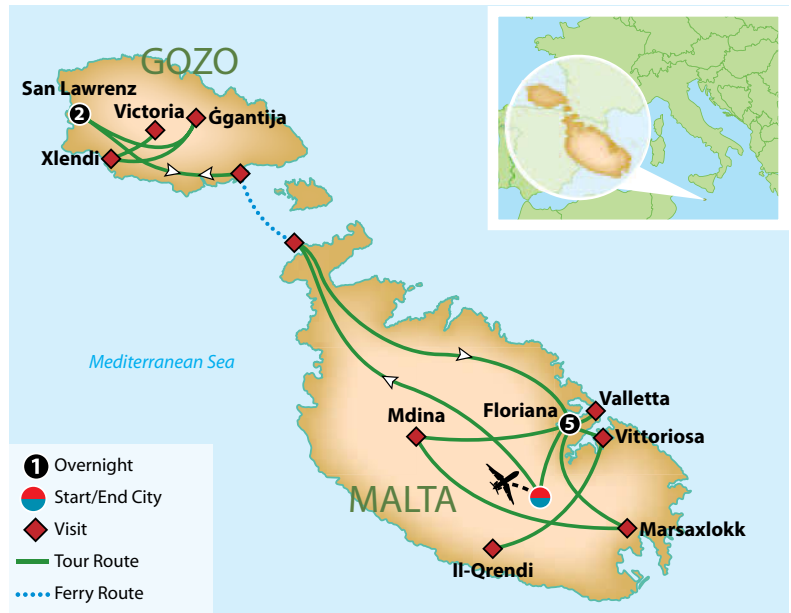 GOZO
San Lawrenz
2
Victoria
Ġgantija
Xlendi
Mediterranean Sea
Valletta
Floriana
5
Mdina
Vittoriosa
MALTA
Marsaxlokk
Il-Qrendi
1 Overnight
Start/End City
Visit
Tour Route
Ferry Route